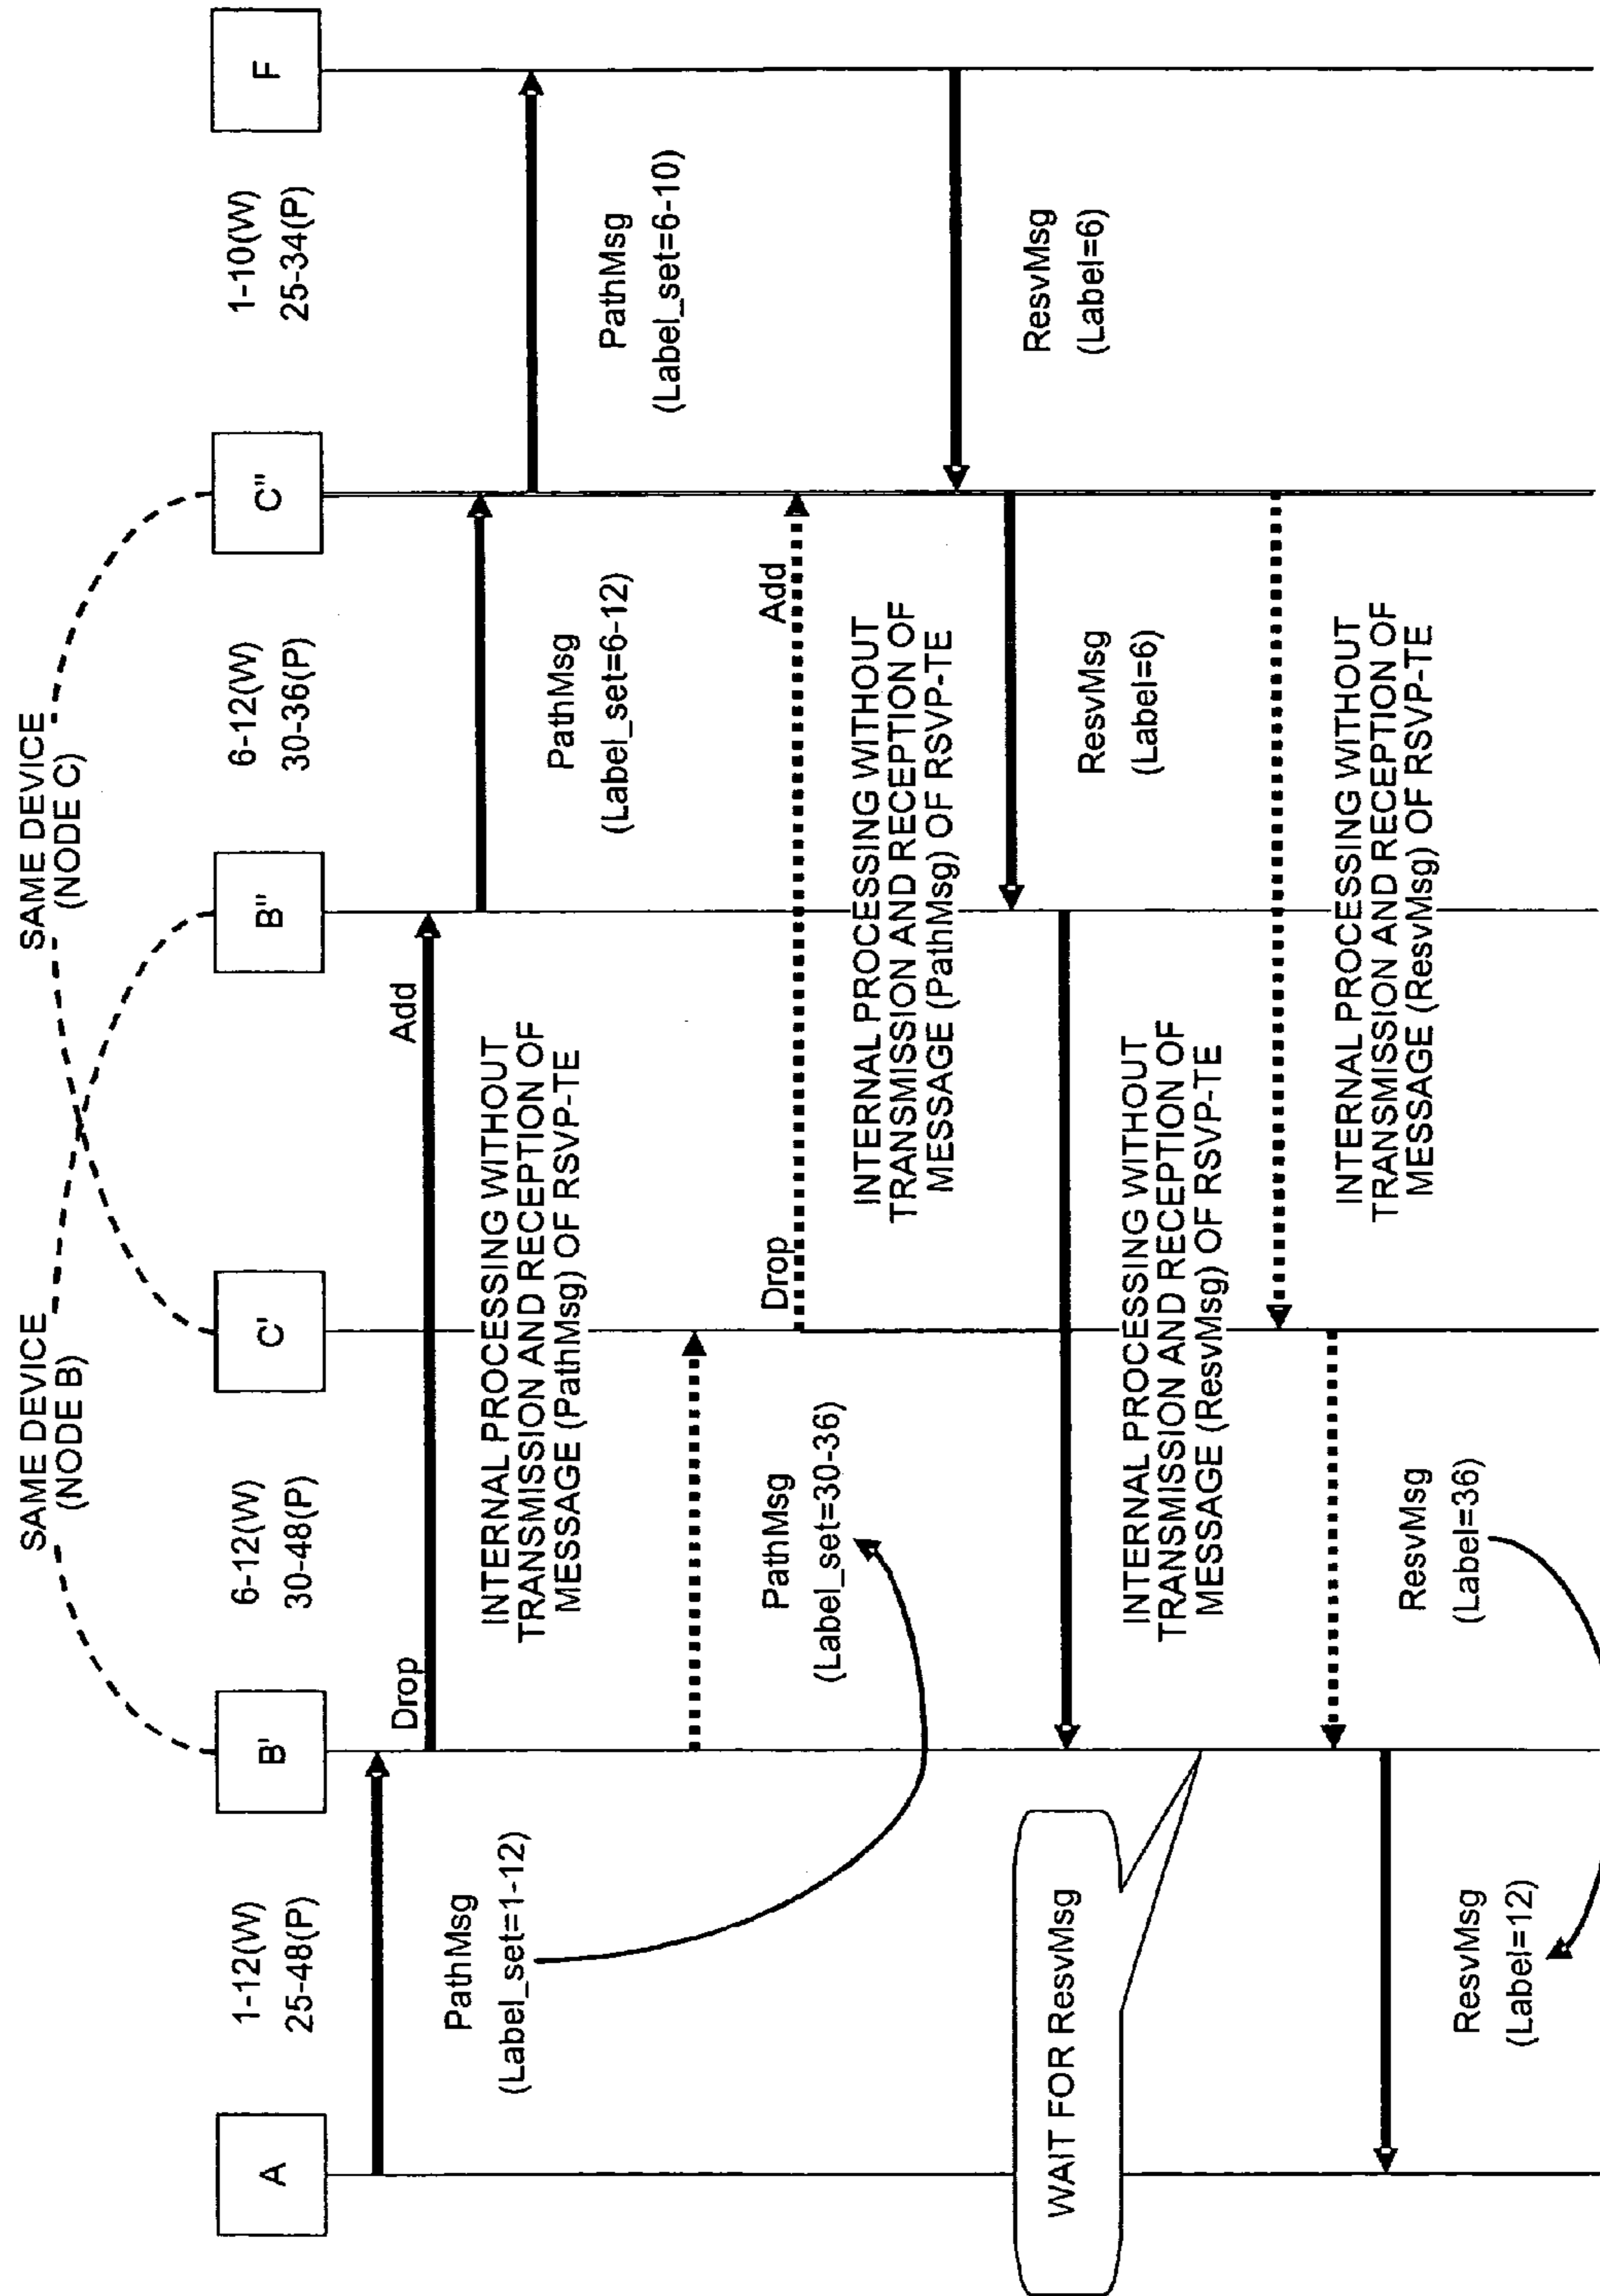 SAME DEVICE
(NODE B)
SAME DEVICE
(NODE C)
A
B'
C'
B"
C"
F
1-12(W)
25-48(P)
6-12(W)
30-48(P)
6-12(W)
30-36(P)
1-10(W)
25-34(P)
Drop
Add
PathMsg
(Label_set=1-12)
INTERNAL PROCESSING WITHOUT
TRANSMISSION AND RECEPTION OF
MESSAGE (PathMsg) OF RSVP-TE
PathMsg
(Label_set=6-12)
PathMsg
(Label_set=6-10)
PathMsg
(Label_set=30-36)
Drop
Add
INTERNAL PROCESSING WITHOUT
TRANSMISSION AND RECEPTION OF
MESSAGE (PathMsg) OF RSVP-TE
ResvMsg
(Label=6)
ResvMsg
(Label=6)
WAIT FOR ResvMsg
INTERNAL PROCESSING WITHOUT
TRANSMISSION AND RECEPTION OF
MESSAGE (ResvMsg) OF RSVP-TE
INTERNAL PROCESSING WITHOUT
TRANSMISSION AND RECEPTION OF
MESSAGE (ResvMsg) OF RSVP-TE
ResvMsg
(Label=36)
ResvMsg
(Label=12)